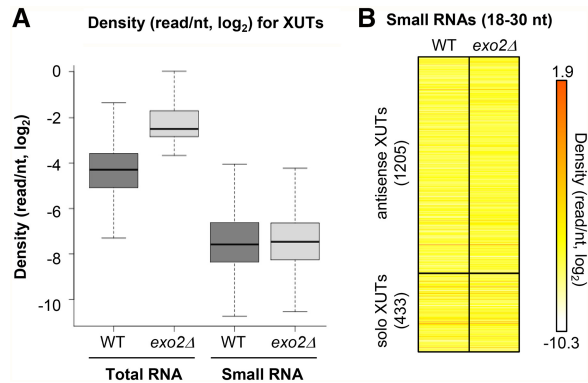 A
Density (read/nt, log2) for XUTs
Density (read/nt, log2)
0
-2
-4
-6
-8
-10
WT
exo2Δ
WT
exo2Δ
Total RNA
Small RNA
B
Small RNAs (18-30 nt)
WT
exo2Δ
antisense XUTs
(1205)
solo XUTs
(433)
1.9
Density (read/nt, log2)
-10.3